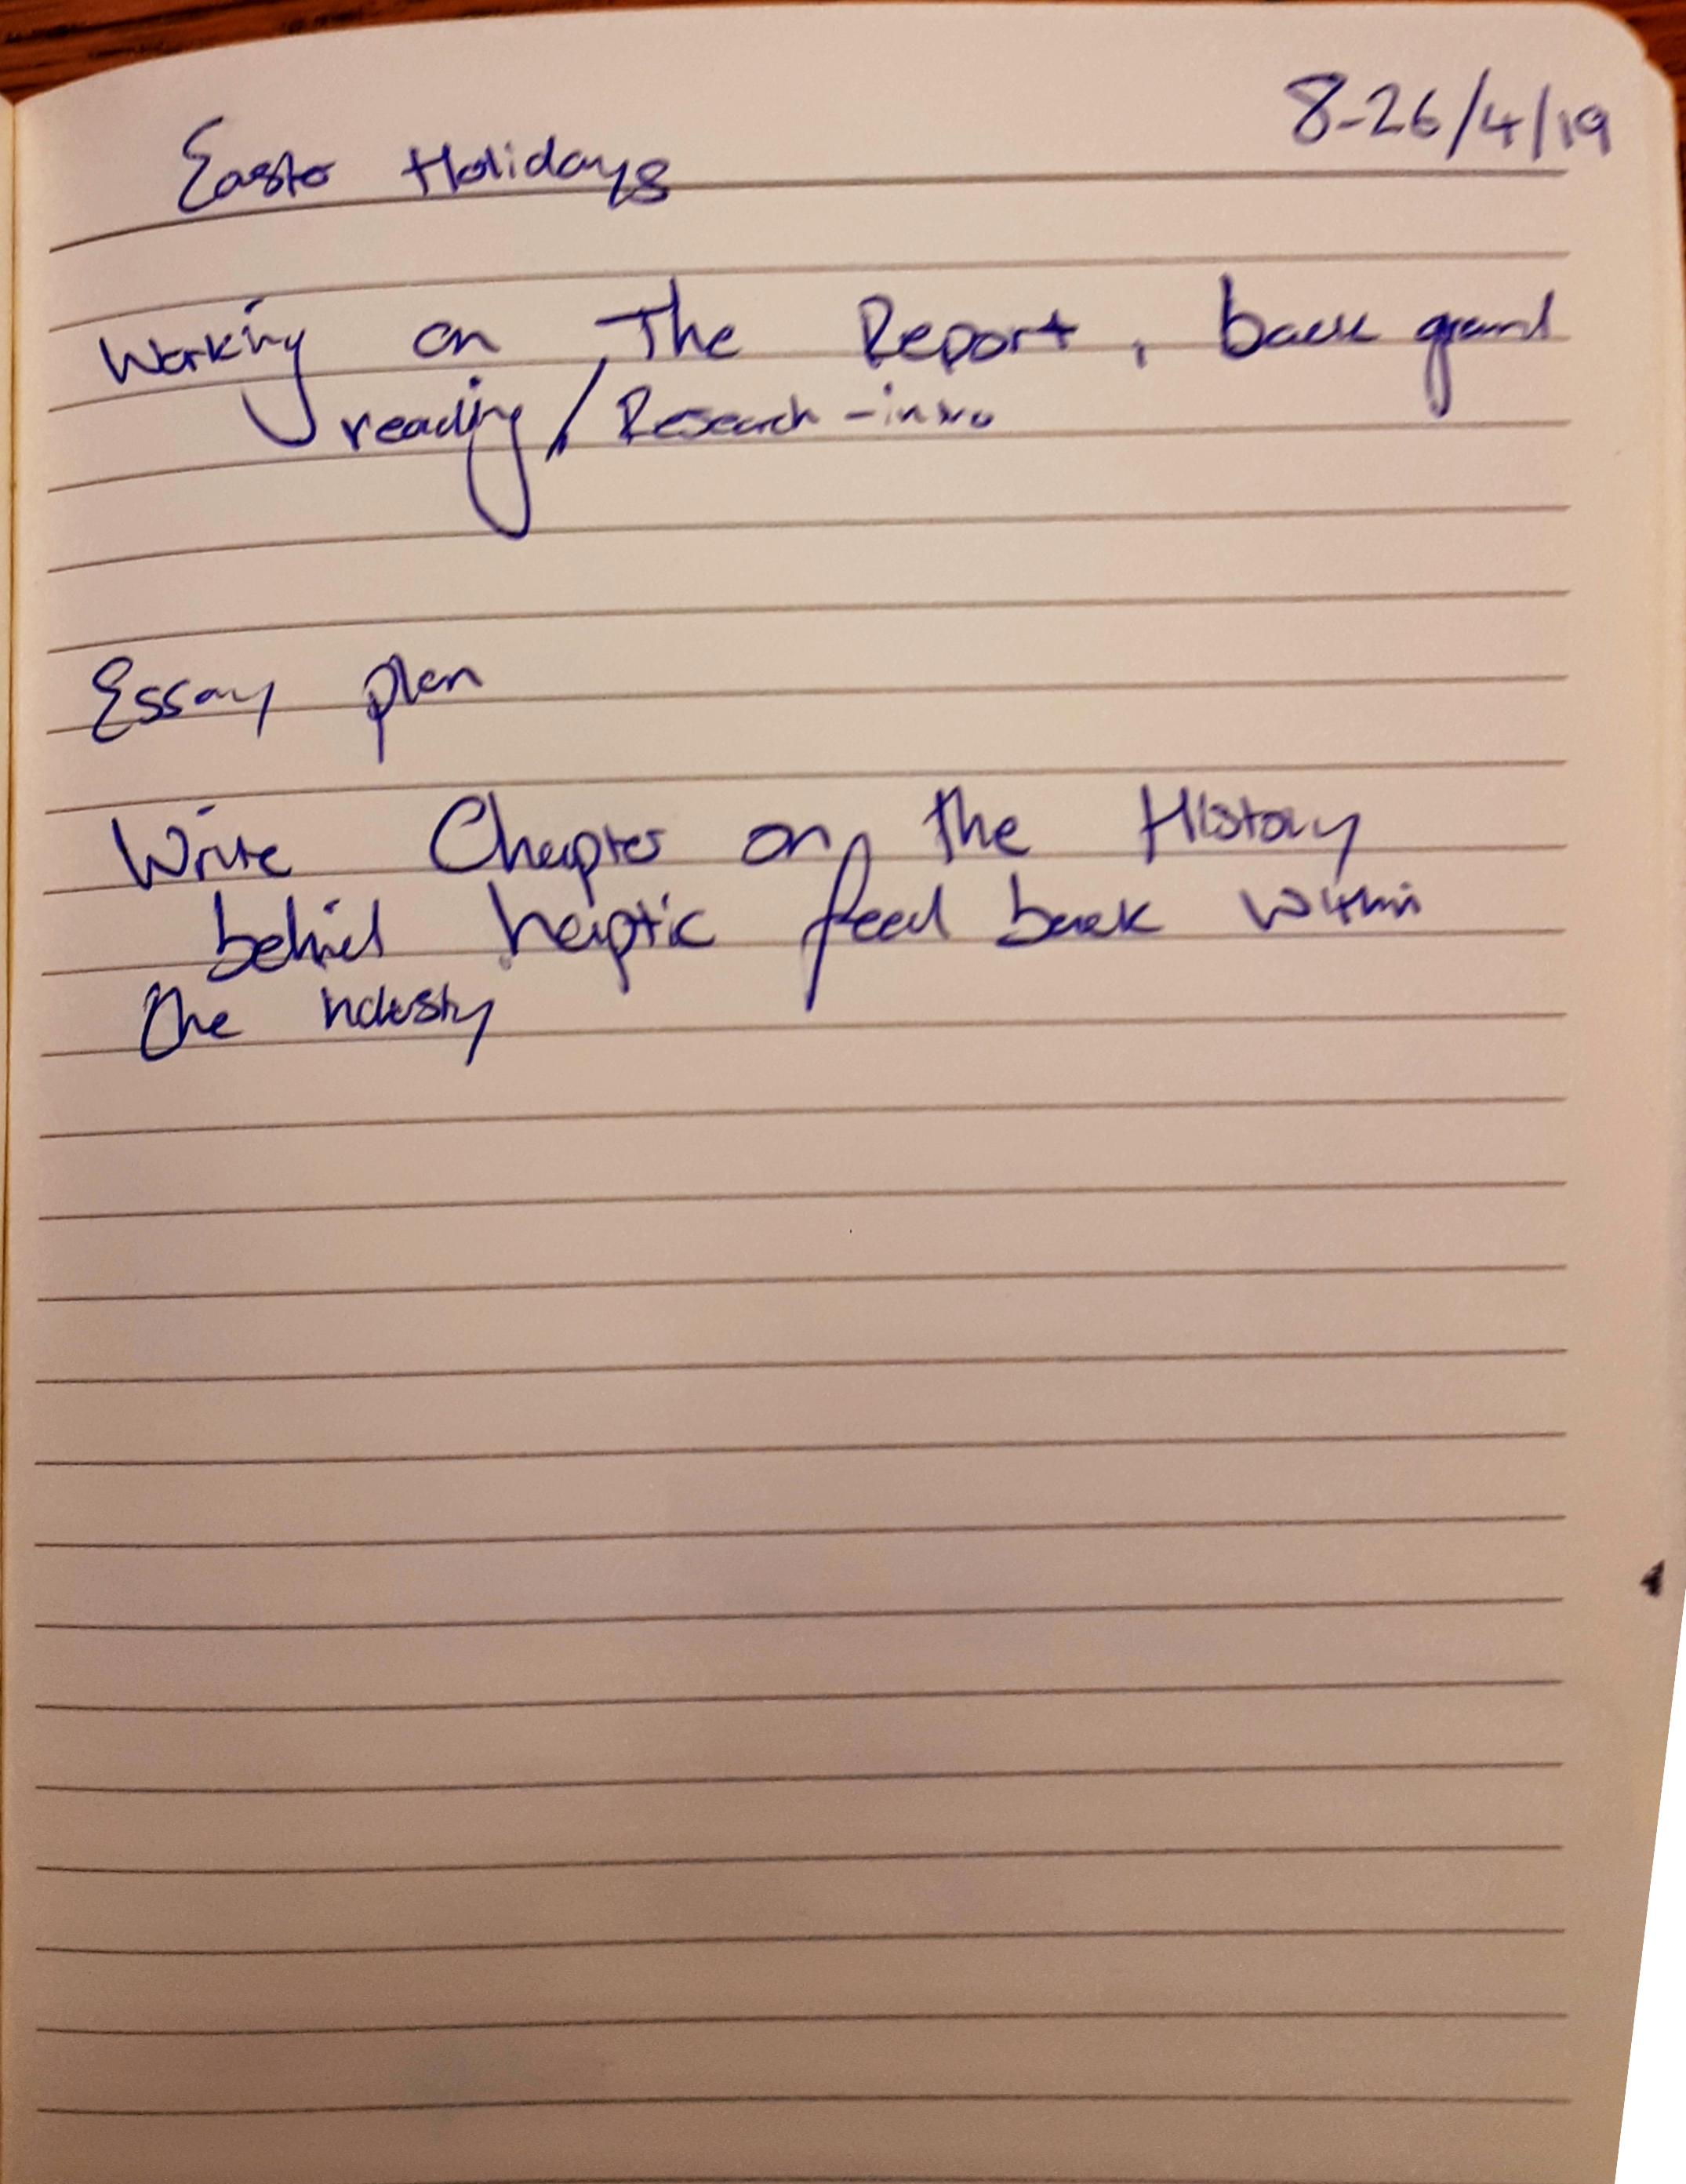 8-26/4/19
Easter Holidays
Working on The Report, back ground
reading / Research - intro
Essay plan
Write Chapter on the History
behind haptic feed back within
the industry